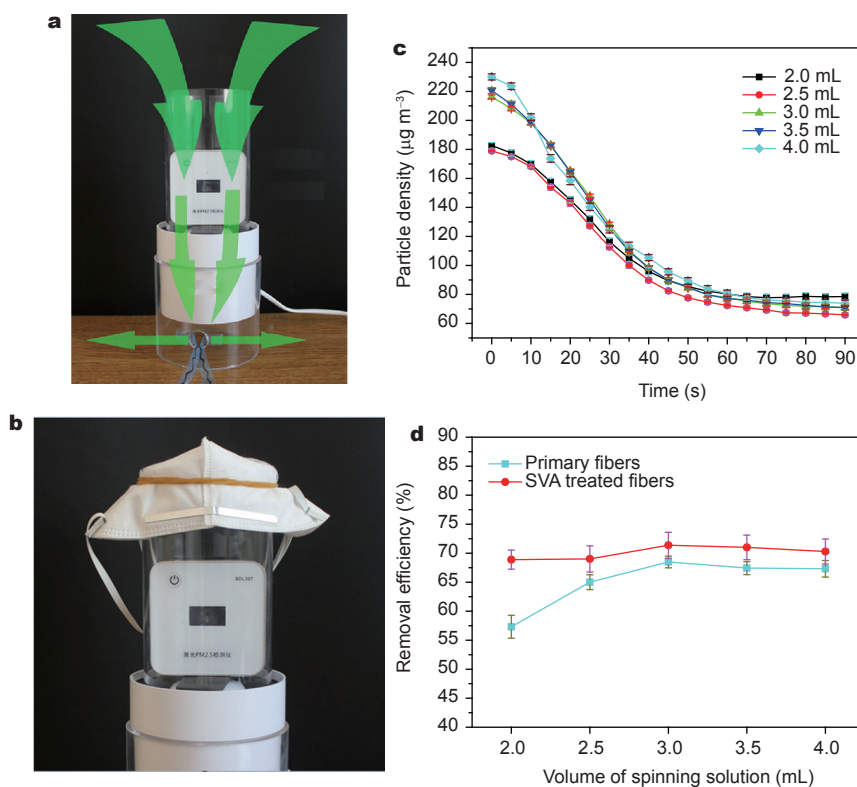 a
b
BDL307
激光PM2.5检测仪
c
Particle density (µg m⁻³)
240
220
200
180
160
140
120
100
80
60
2.0 mL
2.5 mL
3.0 mL
3.5 mL
4.0 mL
0 10 20 30 40 50 60 70 80 90
Time (s)
d
Removal efficiency (%)
90
85
80
75
70
65
60
55
50
45
40
Primary fibers
SVA treated fibers
2.0 2.5 3.0 3.5 4.0
Volume of spinning solution (mL)